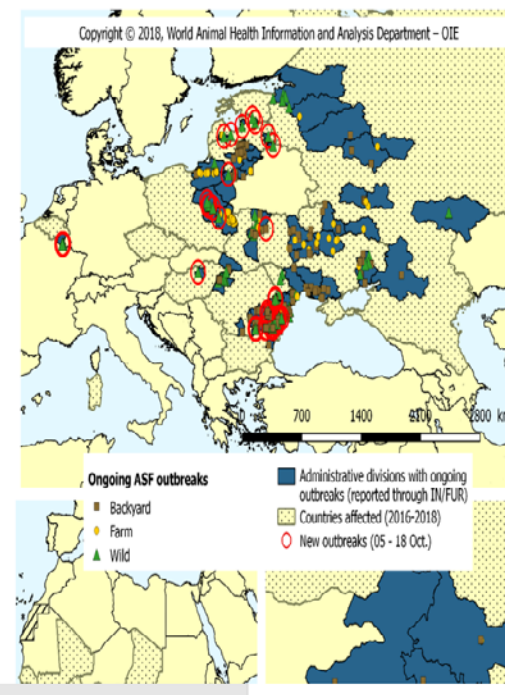 Copyright © 2018, World Animal Health Information and Analysis Department – OIE
0 700 1400 2100 2800 km
Ongoing ASF outbreaks
Backyard
Farm
Wild
Administrative divisions with ongoing
outbreaks (reported through IN/FUR)
Countries affected (2016-2018)
New outbreaks (05 - 18 Oct.)